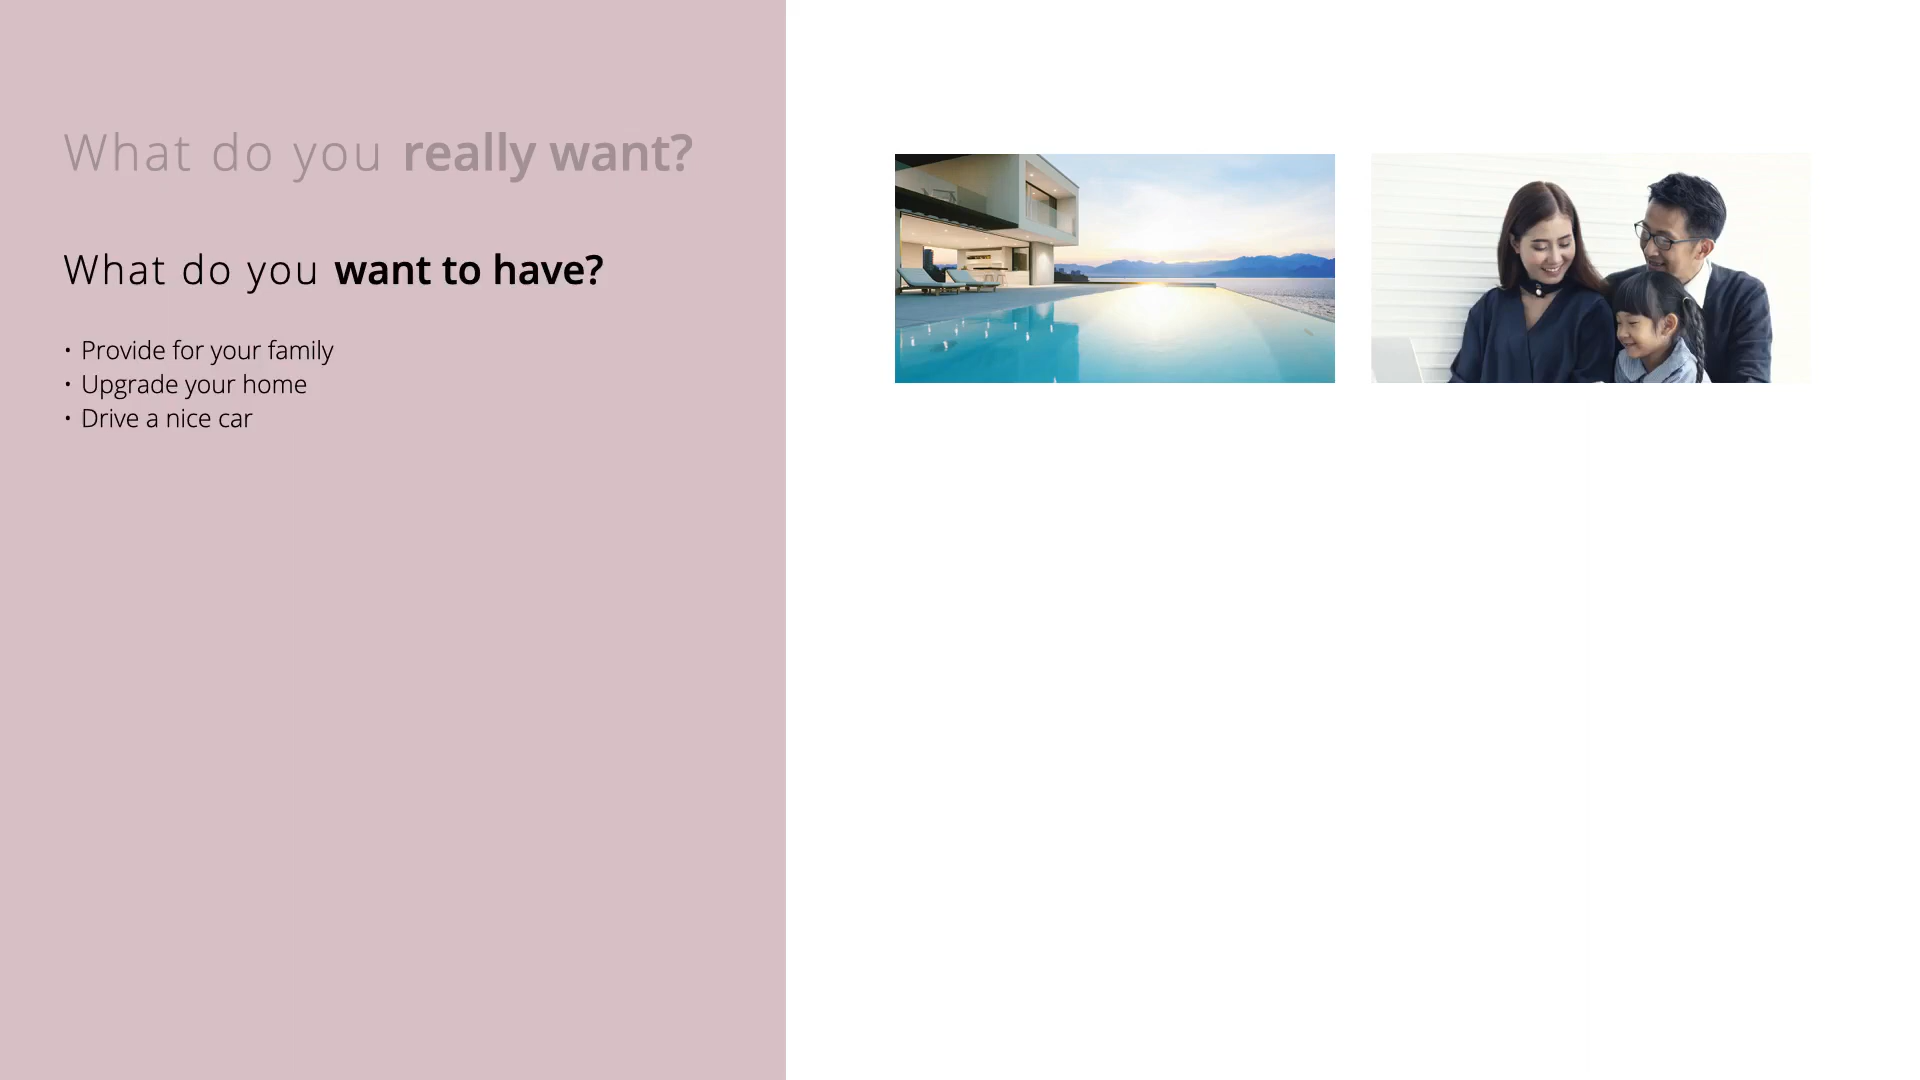 What do you really want?
What do you want to have?
• Provide for your family
• Upgrade your home
• Drive a nice car